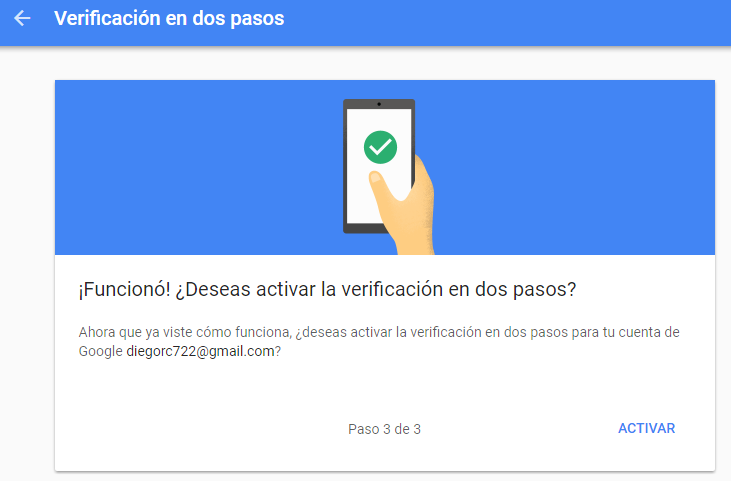 Verificación en dos pasos
¡Funcionó! ¿Deseas activar la verificación en dos pasos?
Ahora que ya viste cómo funciona, ¿deseas activar la verificación en dos pasos para tu cuenta de
Google diegorc722@gmail.com?
Paso 3 de 3
ACTIVAR